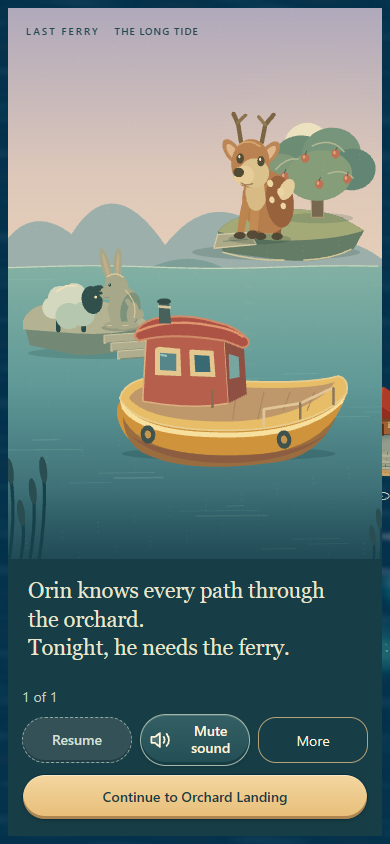 LAST FERRY THE LONG TIDE
Orin knows every path through
the orchard.
Tonight, he needs the ferry.
1 of 1
Resume
Mute
sound
More
Continue to Orchard Landing